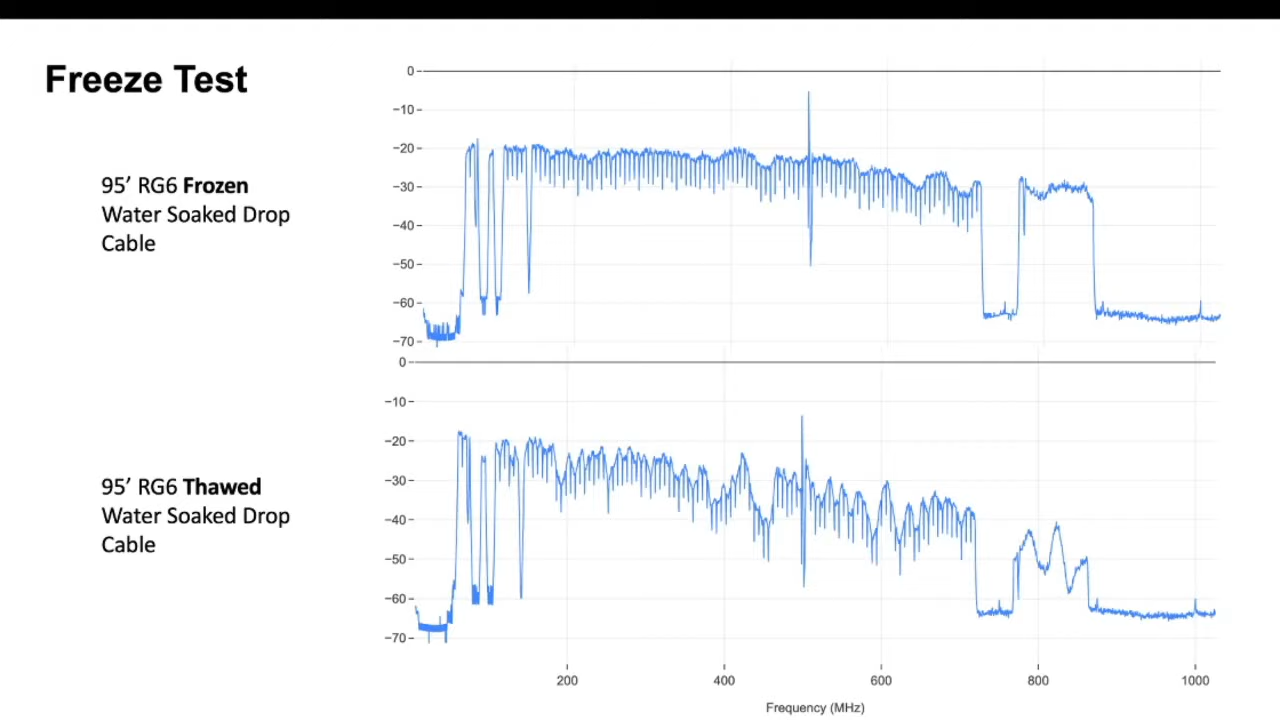 Freeze Test
95’ RG6 Frozen
Water Soaked Drop
Cable
0
−10
−20
−30
−40
−50
−60
−70
95’ RG6 Thawed
Water Soaked Drop
Cable
0
−10
−20
−30
−40
−50
−60
−70
200 400 600 800 1000
Frequency (MHz)